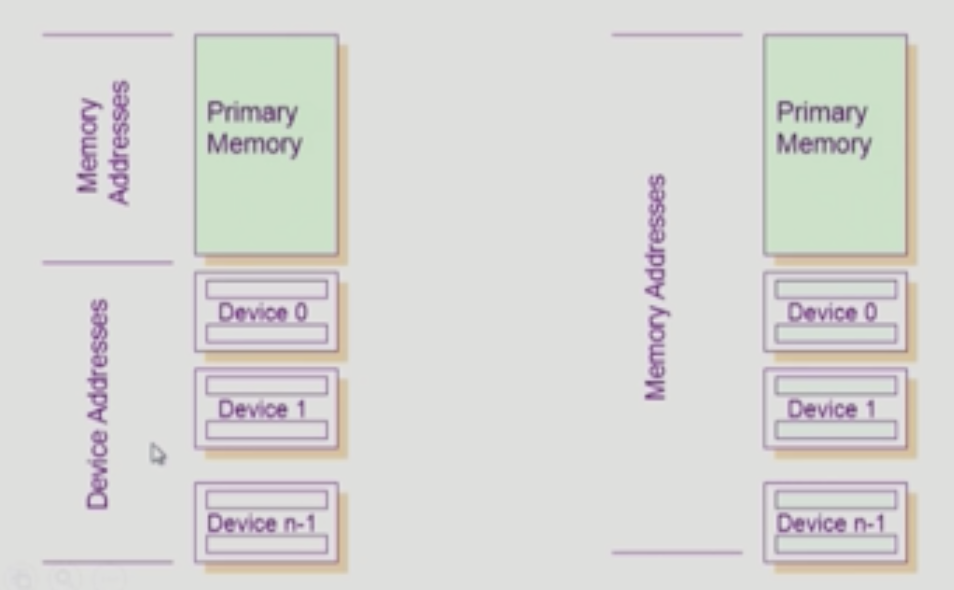 Memory
Addresses
Primary
Memory
Device Addresses
Device 0
Device 1
Device n-1
Memory Addresses
Primary
Memory
Device 0
Device 1
Device n-1